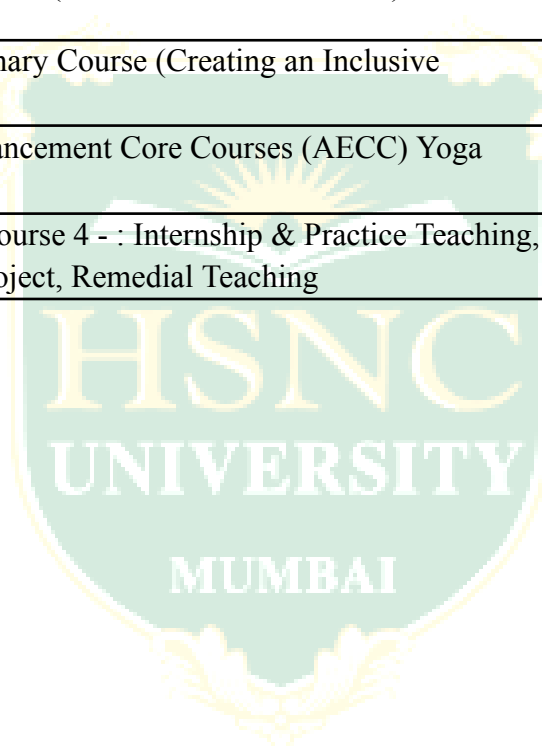 nary Course (Creating an Inclusive
ancement Core Courses (AECC) Yoga
ourse 4 - : Internship & Practice Teaching,
oject, Remedial Teaching
HSNC
UNIVERSITY
MUMBAI